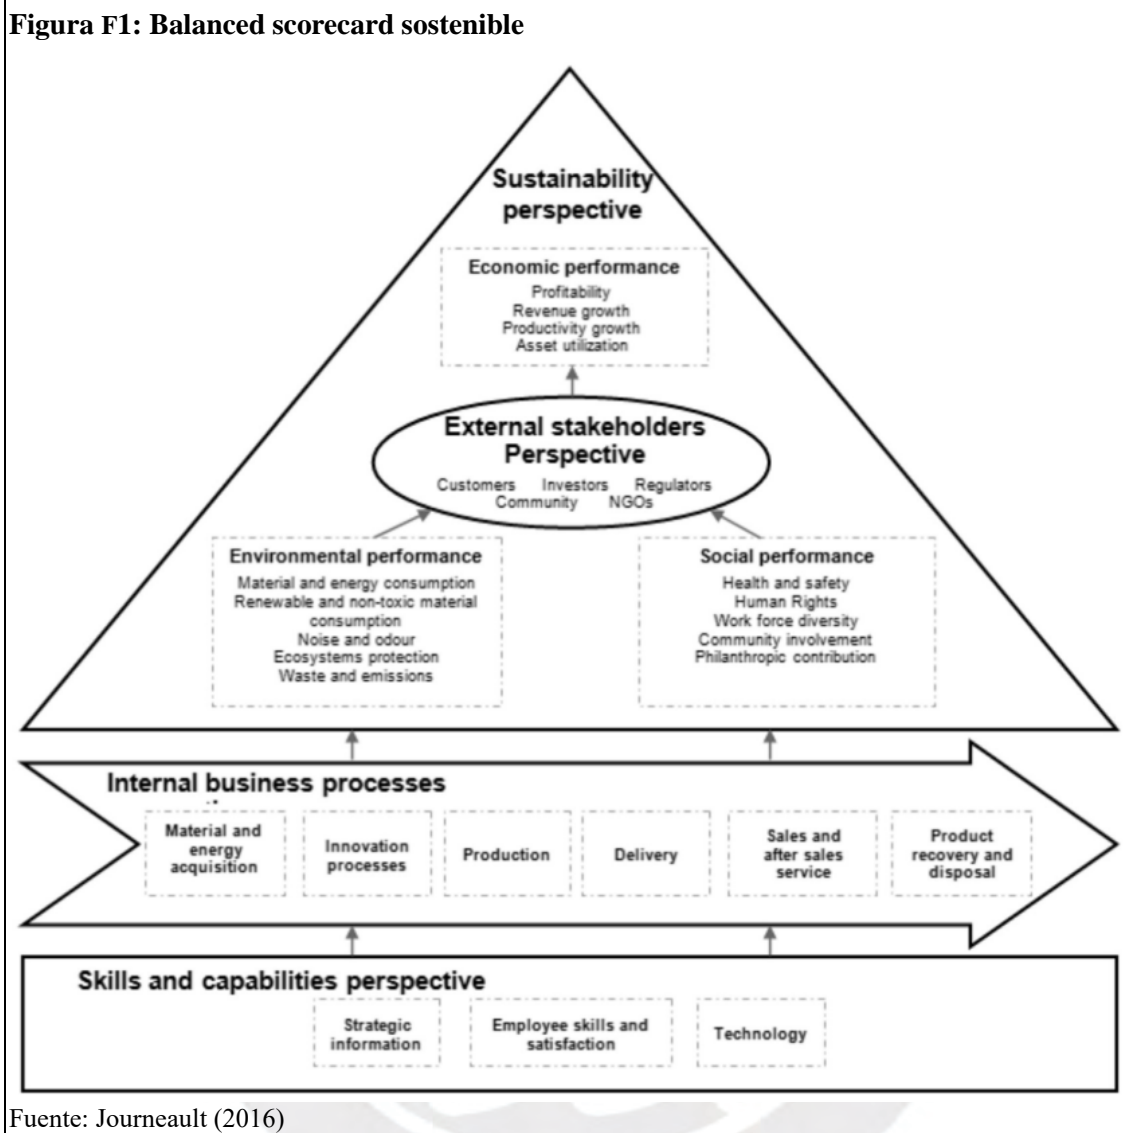 Figura F1: Balanced scorecard sostenible
Sustainability
perspective
Economic performance
Profitability
Revenue growth
Productivity growth
Asset utilization
External stakeholders
Perspective
Customers Investors Regulators
Community NGOs
Environmental performance
Material and energy consumption
Renewable and non-toxic material
consumption
Noise and odour
Ecosystems protection
Waste and emissions
Social performance
Health and safety
Human Rights
Work force diversity
Community involvement
Philanthropic contribution
Internal business processes
Material and
energy
acquisition
Innovation
processes
Production
Delivery
Sales and
after sales
service
Product
recovery and
disposal
Skills and capabilities perspective
Strategic
information
Employee skills and
satisfaction
Technology
Fuente: Journeault (2016)